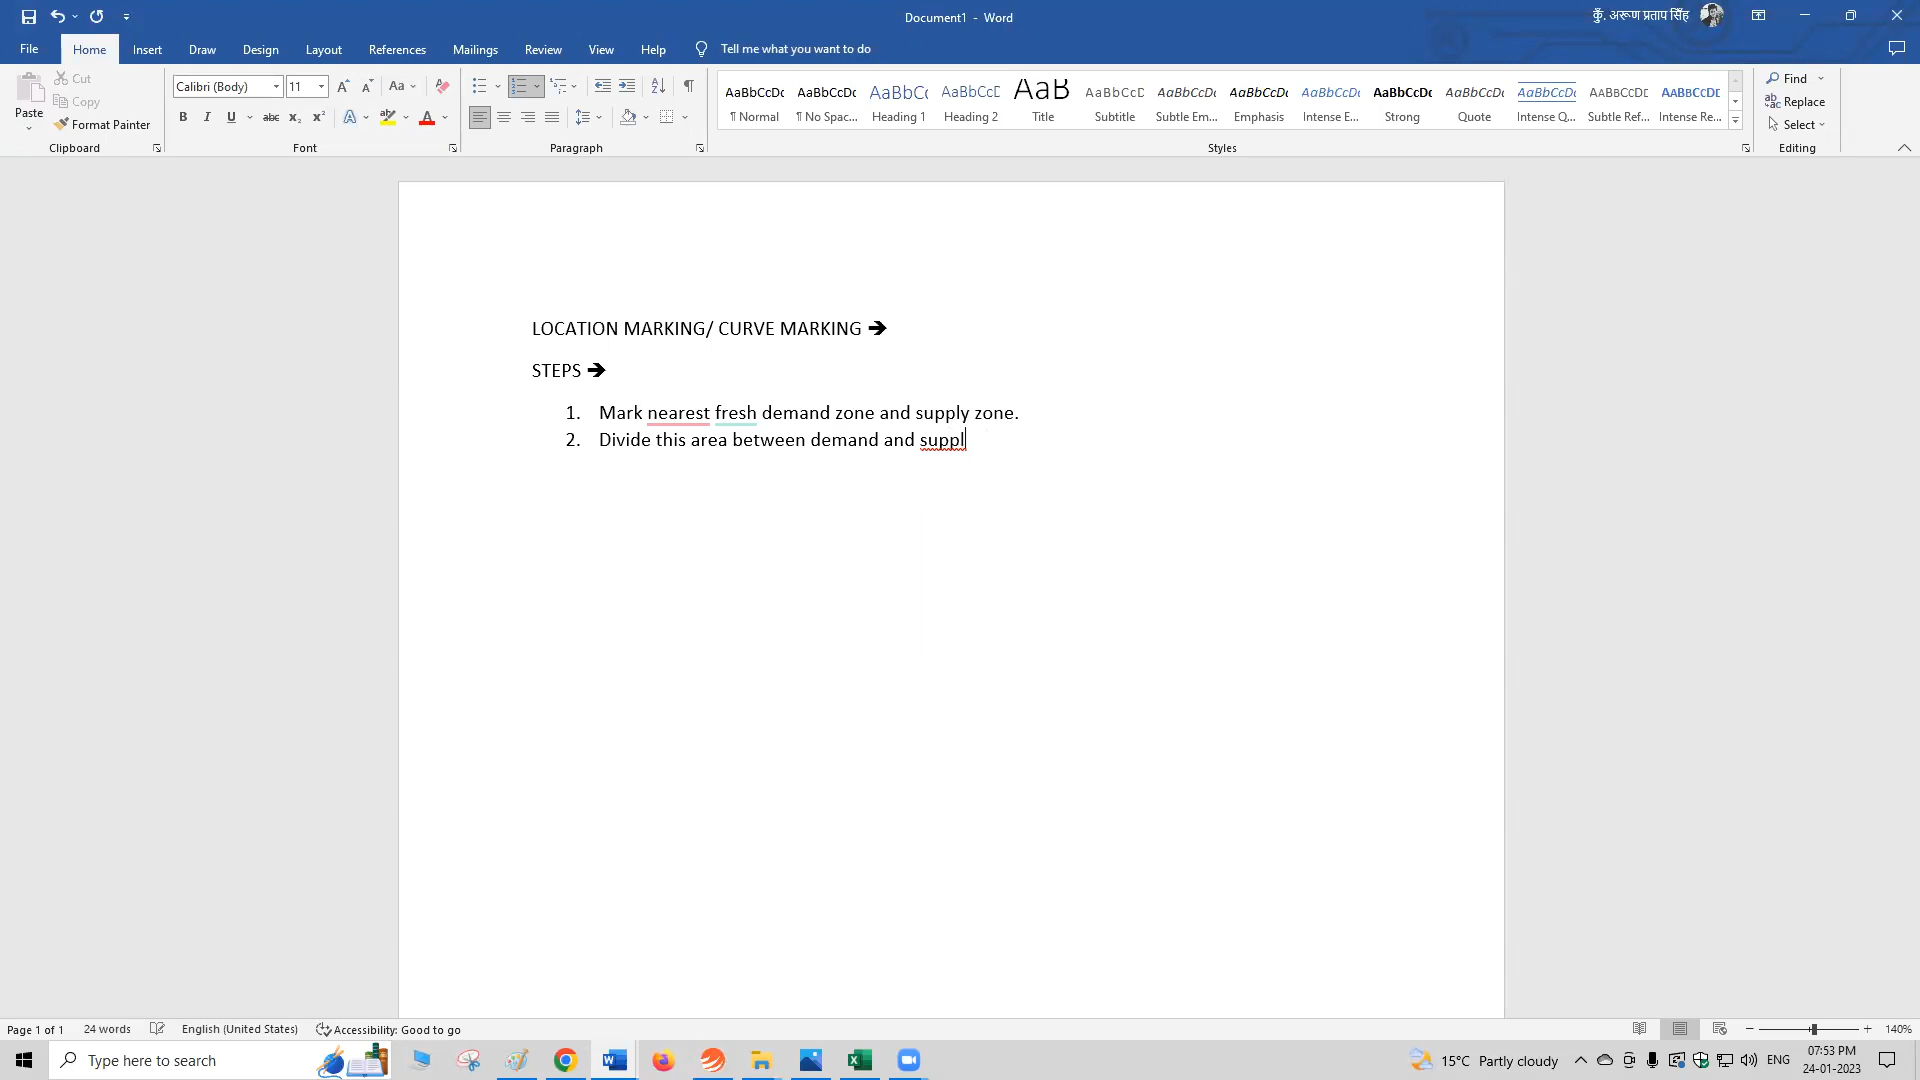 Document1 - Word
कुँ. अरूण प्रताप सिँह
File Home Insert Draw Design Layout References Mailings Review View Help Tell me what you want to do
Paste
Cut
Copy
Format Painter
Clipboard
Calibri (Body) 11
Font
Paragraph
AaBbCcDc AaBbCcDc AaBbCc AaBbCcD AaB AaBbCcD AaBbCcDc AaBbCcDc AaBbCcDc AaBbCcDc AaBbCcDc AaBbCcDc AABBCCDE AABBCCDE
¶ Normal ¶ No Spac... Heading 1 Heading 2 Title Subtitle Subtle Em... Emphasis Intense E... Strong Quote Intense Q... Subtle Ref... Intense Re...
Styles
Find
Replace
Select
Editing
LOCATION MARKING/ CURVE MARKING ➔
STEPS ➔
1. Mark nearest fresh demand zone and supply zone.
2. Divide this area between demand and suppl
Page 1 of 1 24 words English (United States) Accessibility: Good to go 140%
Type here to search
15°C Partly cloudy
ENG
07:53 PM
24-01-2023